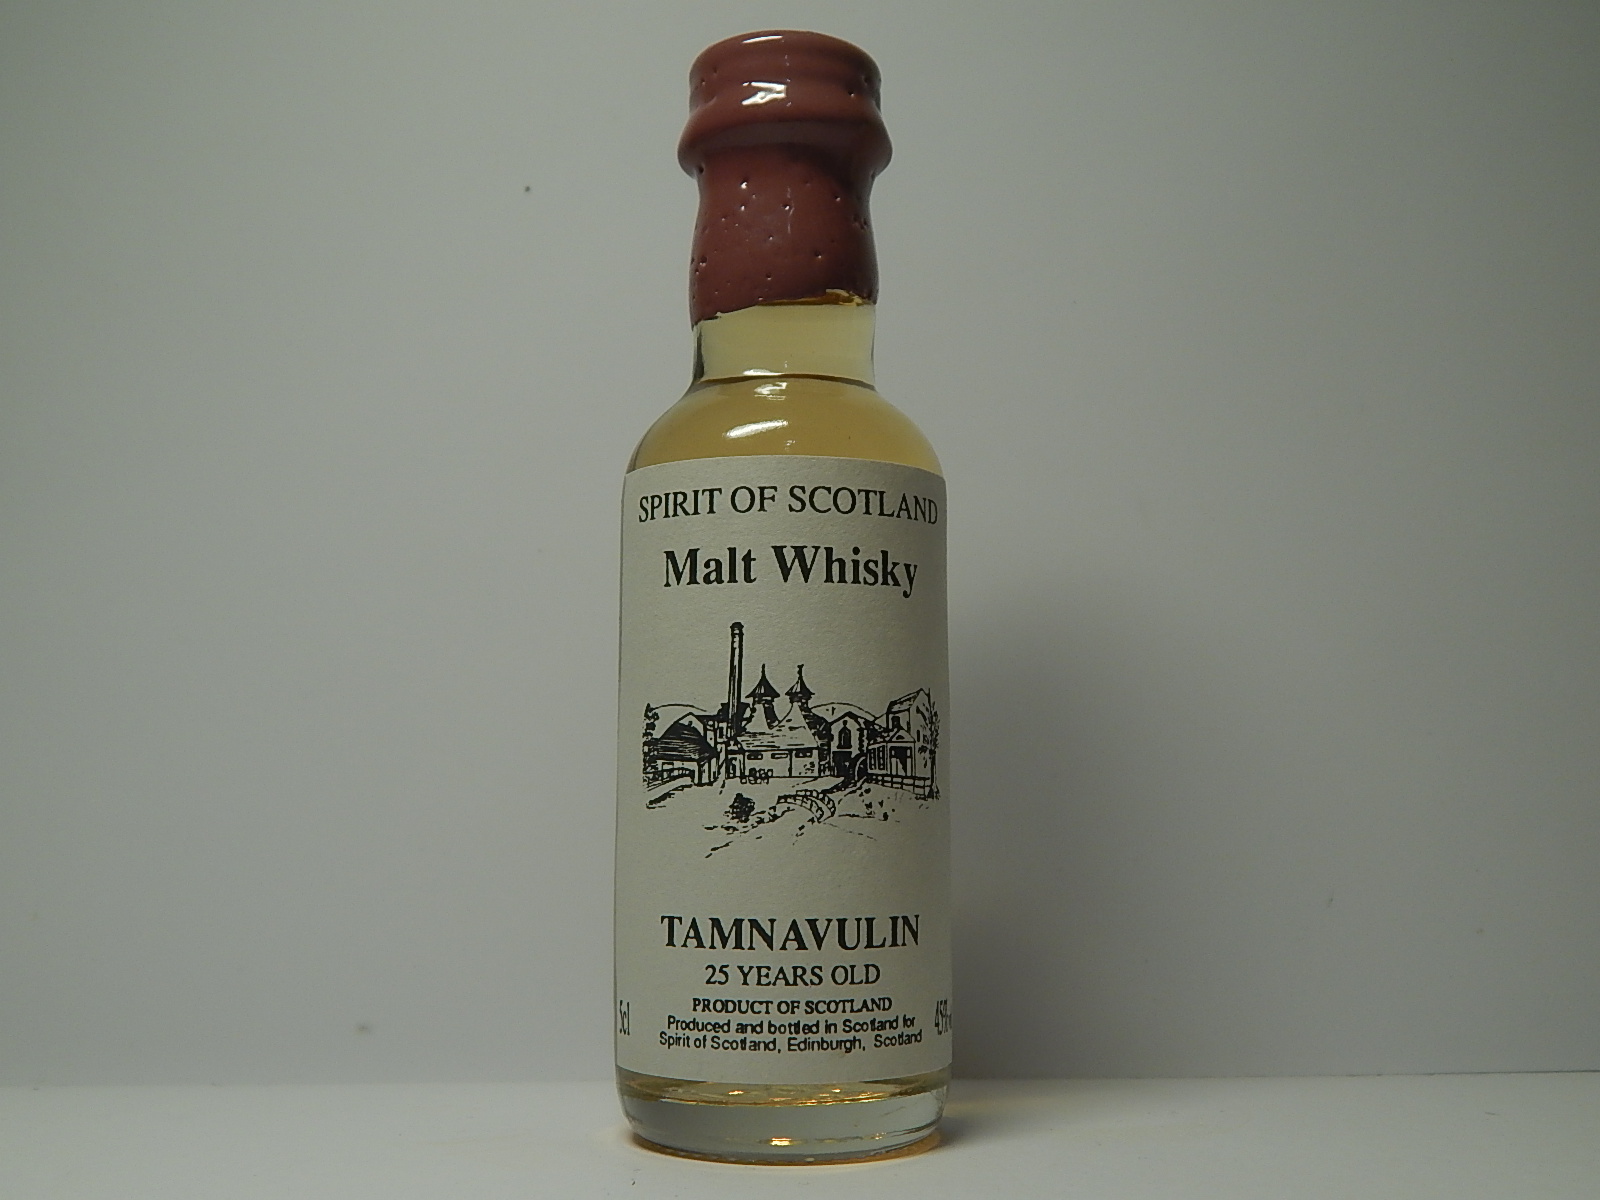 SPIRIT OF SCOTLAND
Malt Whisky
TAMNAVULIN
25 YEARS OLD
PRODUCT OF SCOTLAND
5cl
45%
Produced and bottled in Scotland for
Spirit of Scotland, Edinburgh, Scotland